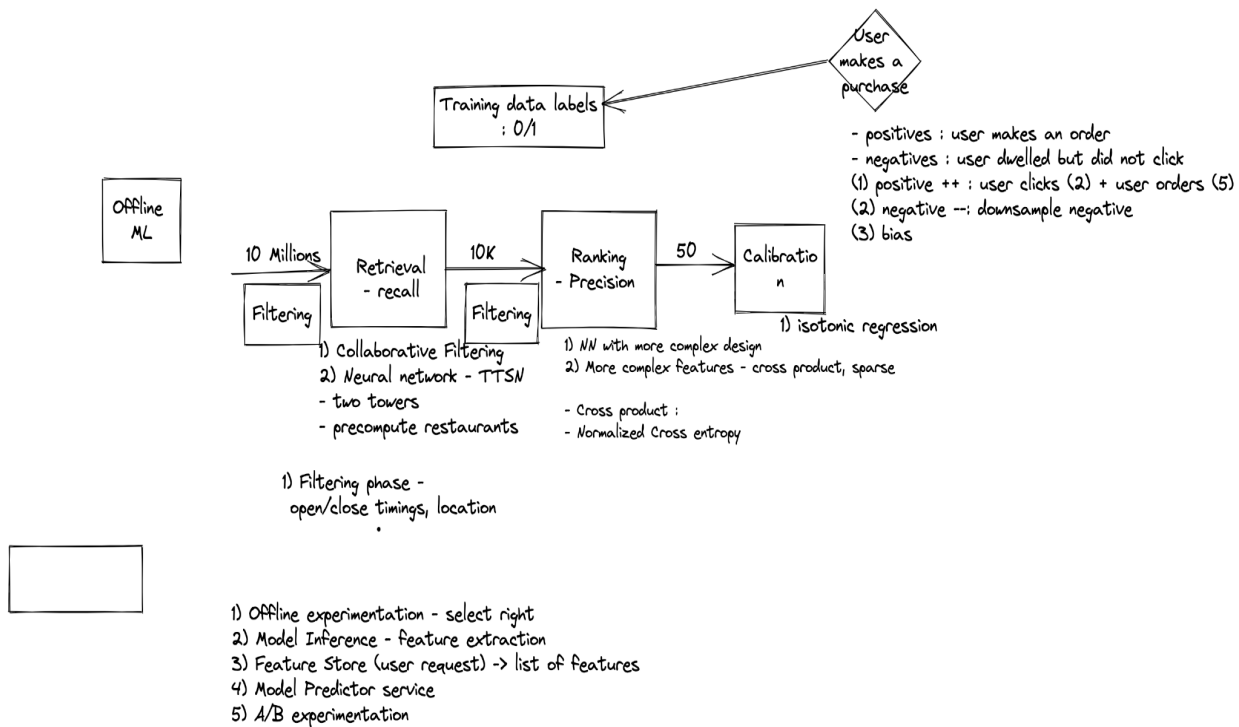 User
makes a
purchase
Training data labels
: 0/1
- positives : user makes an order
- negatives : user dwelled but did not click
(1) positive ++ : user clicks (2) + user orders (5)
(2) negative --: downsample negative
(3) bias
Offline
ML
10 Millions
Filtering
Retrieval
- recall
10K
Filtering
Ranking
- Precision
50
Calibratio
n
1) Collaborative Filtering
2) Neural network - TTSN
- two towers
- precompute restaurants
1) NN with more complex design
2) More complex features - cross product, sparse
- Cross product :
- Normalized Cross entropy
1) isotonic regression
1) Filtering phase -
open/close timings, location
1) Offline experimentation - select right
2) Model Inference - feature extraction
3) Feature Store (user request) -> list of features
4) Model Predictor service
5) A/B experimentation